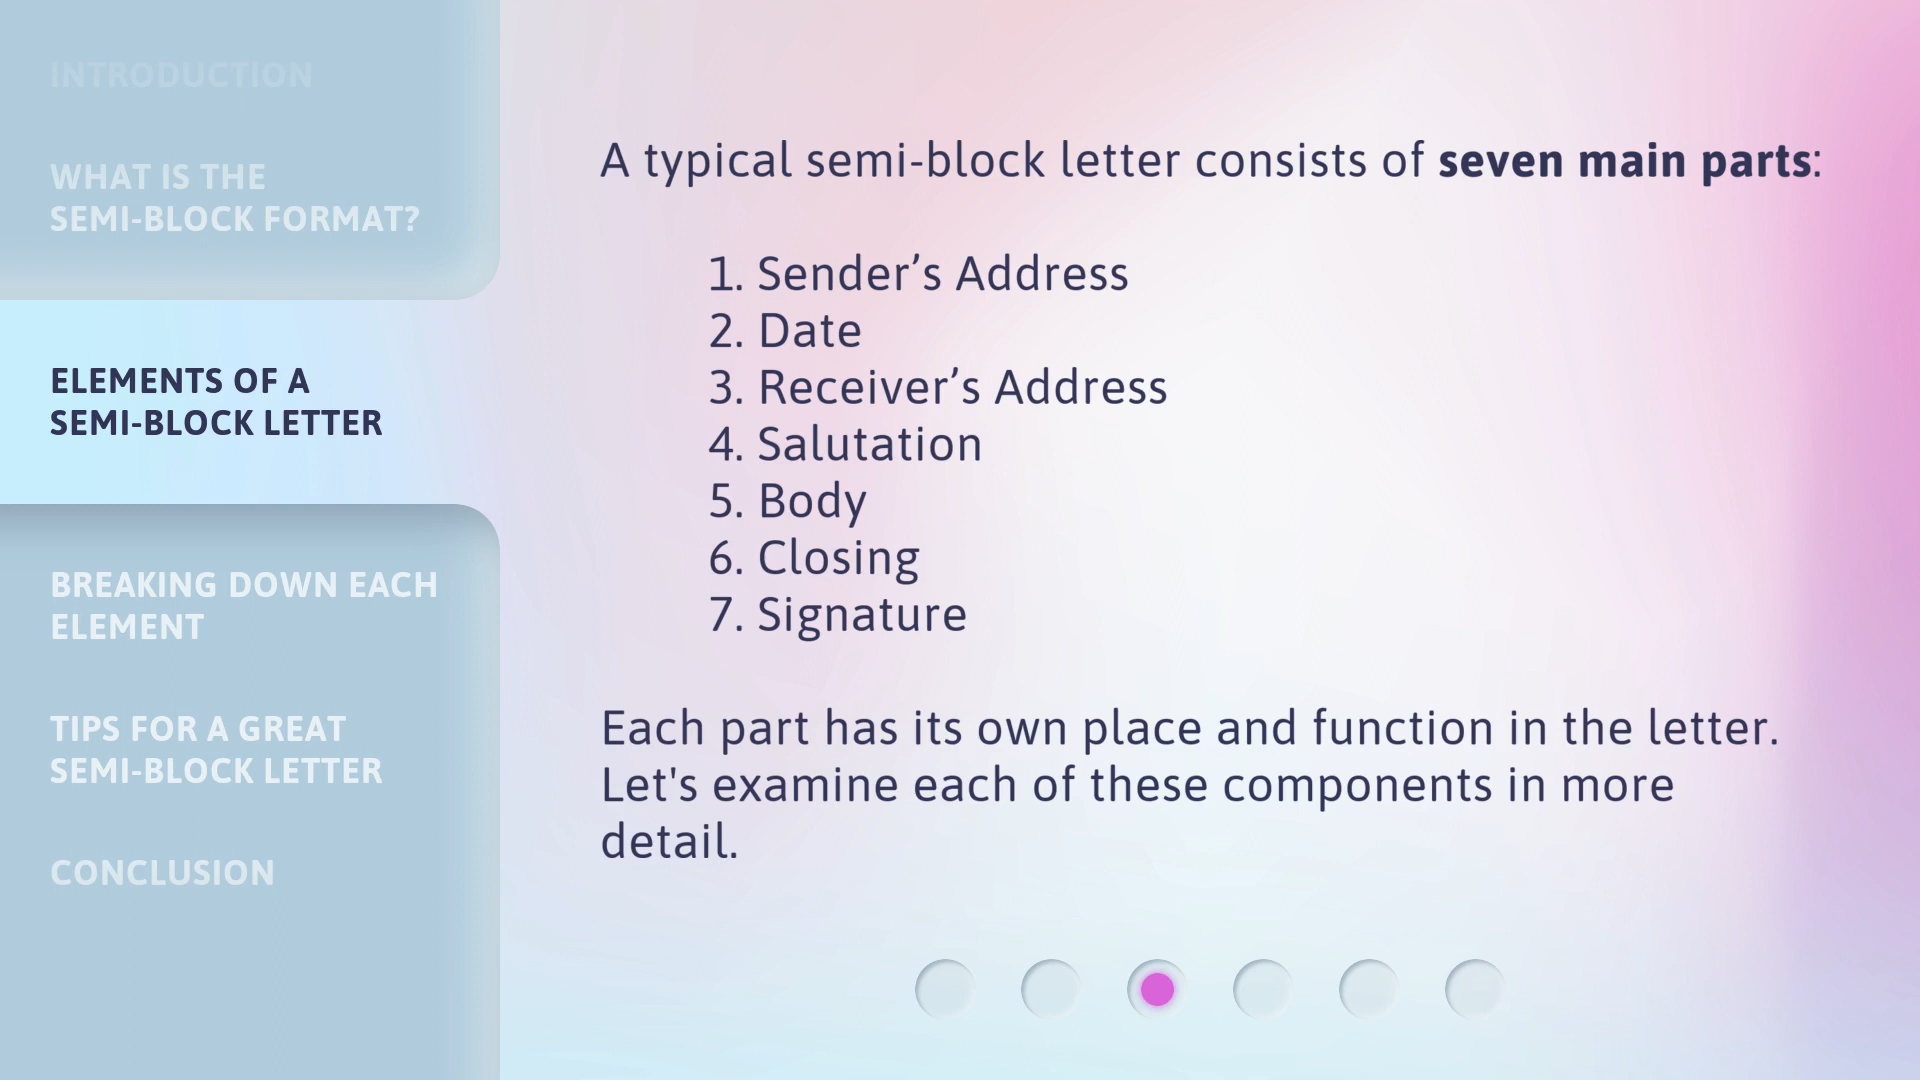 INTRODUCTION
WHAT IS THE
SEMI-BLOCK FORMAT?
ELEMENTS OF A
SEMI-BLOCK LETTER
BREAKING DOWN EACH
ELEMENT
TIPS FOR A GREAT
SEMI-BLOCK LETTER
CONCLUSION
A typical semi-block letter consists of seven main parts:
1. Sender’s Address
2. Date
3. Receiver’s Address
4. Salutation
5. Body
6. Closing
7. Signature
Each part has its own place and function in the letter.
Let's examine each of these components in more
detail.